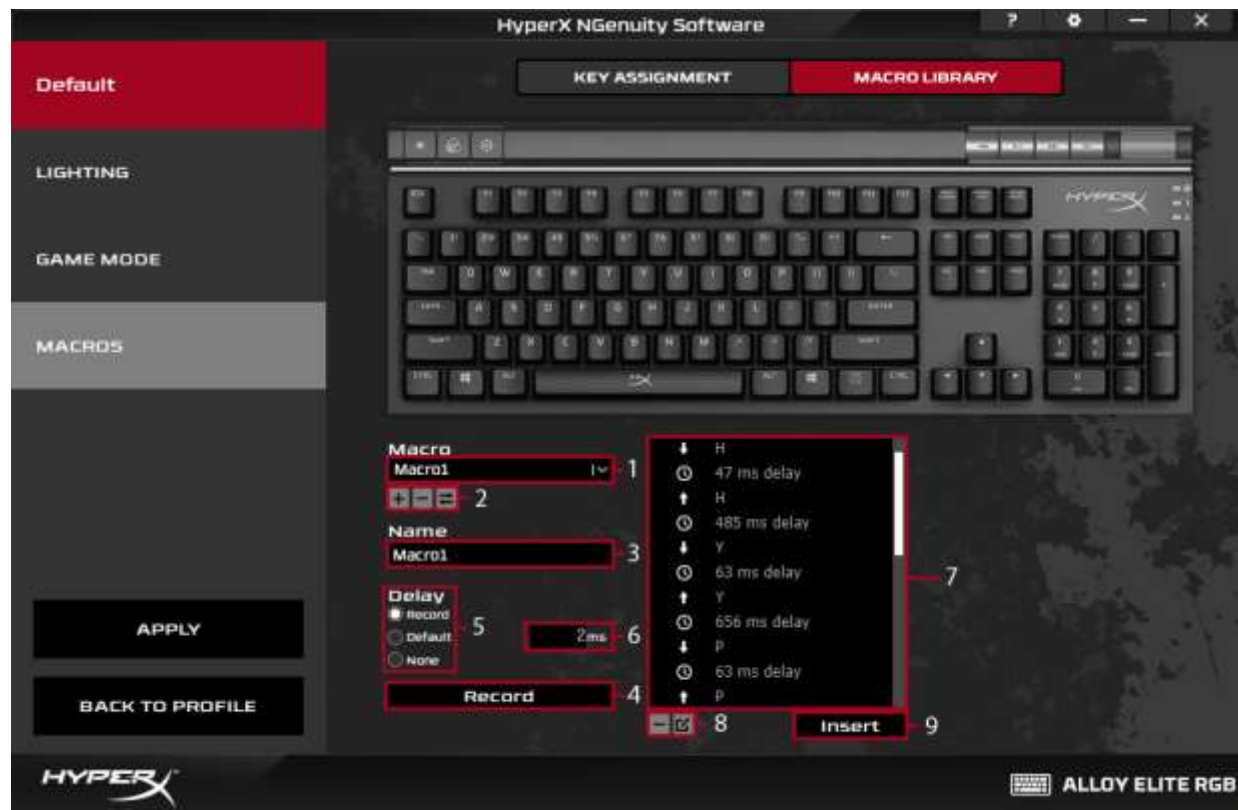 HyperX NGenuity Software
?
KEY ASSIGNMENT MACRO LIBRARY
Default
LIGHTING
GAME MODE
MACROS
HYPERX
Q W E R T Y U I O P
A S D F G H J K L
Z X C V B N M
Macro
Macro1 1
2
Name
Macro1 3
Delay
Record
Default 5
None
2ms 6
Record 4
H
47 ms delay
H
485 ms delay
Y
63 ms delay
Y
656 ms delay
P
63 ms delay
P
7
8
Insert 9
APPLY
BACK TO PROFILE
HYPERX
ALLOY ELITE RGB